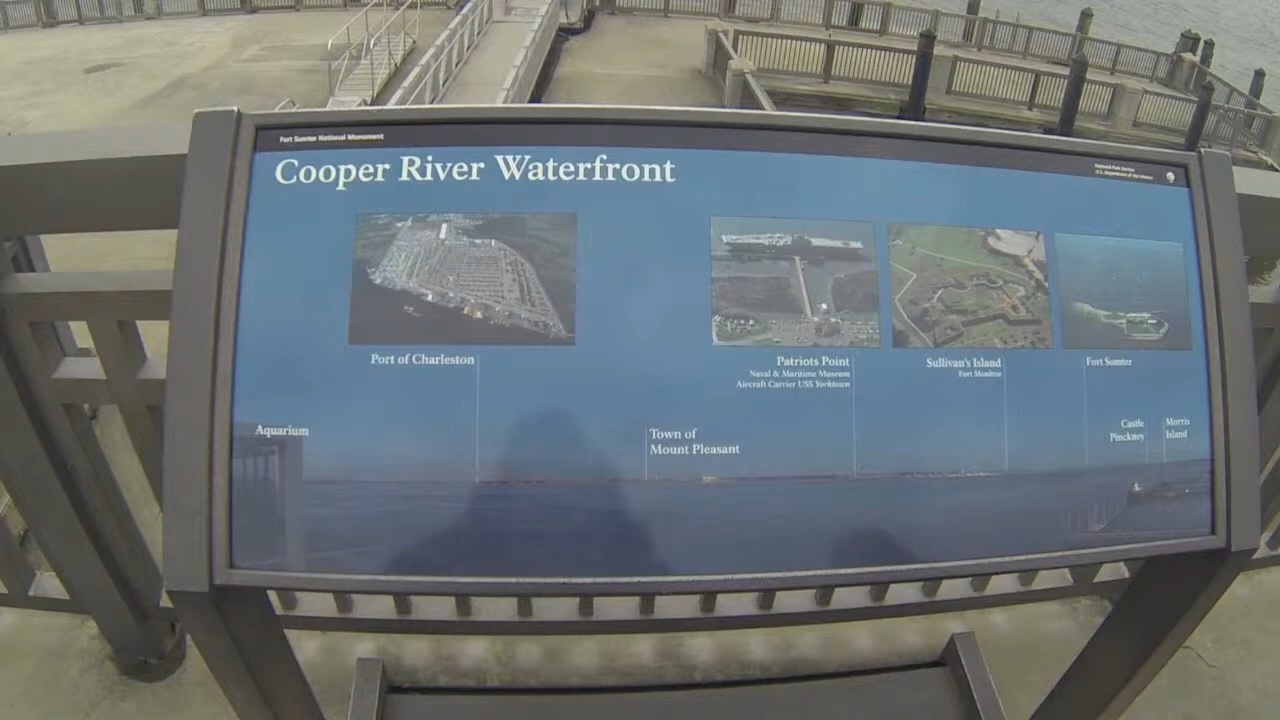 Fort Sumter National Monument
Cooper River Waterfront
National Park Service
U.S. Department of the Interior
Port of Charleston
Patriots Point
Naval & Maritime Museum
Aircraft Carrier USS Yorktown
Sullivan's Island
Fort Moultrie
Fort Sumter
Aquarium
Town of
Mount Pleasant
Castle
Pinckney
Morris
Island